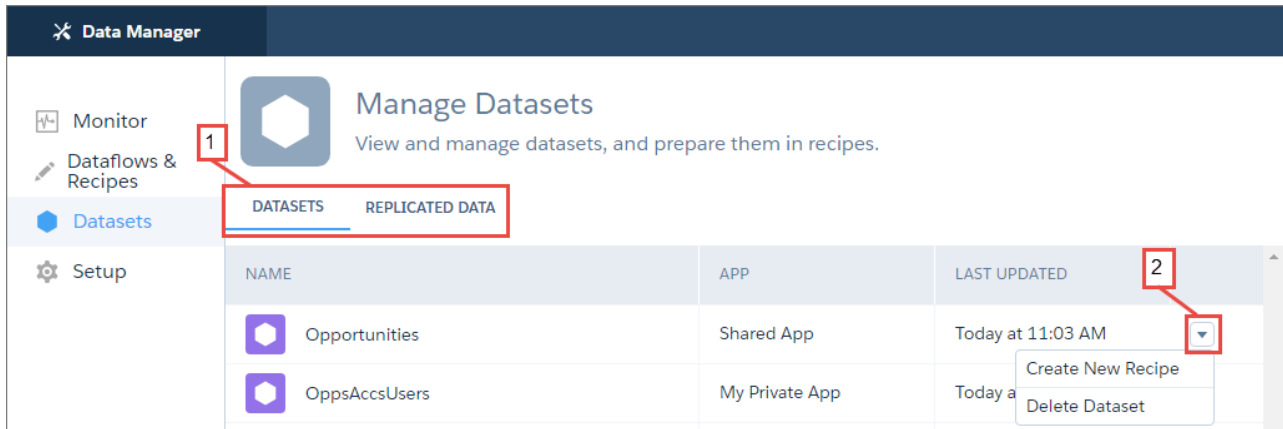 Data Manager
Monitor
Dataflows &
Recipes
Datasets
Setup
1
Manage Datasets
View and manage datasets, and prepare them in recipes.
DATASETS REPLICATED DATA
NAME APP LAST UPDATED
2
Opportunities Shared App Today at 11:03 AM
Create New Recipe
OppsAccsUsers My Private App Today a
Delete Dataset